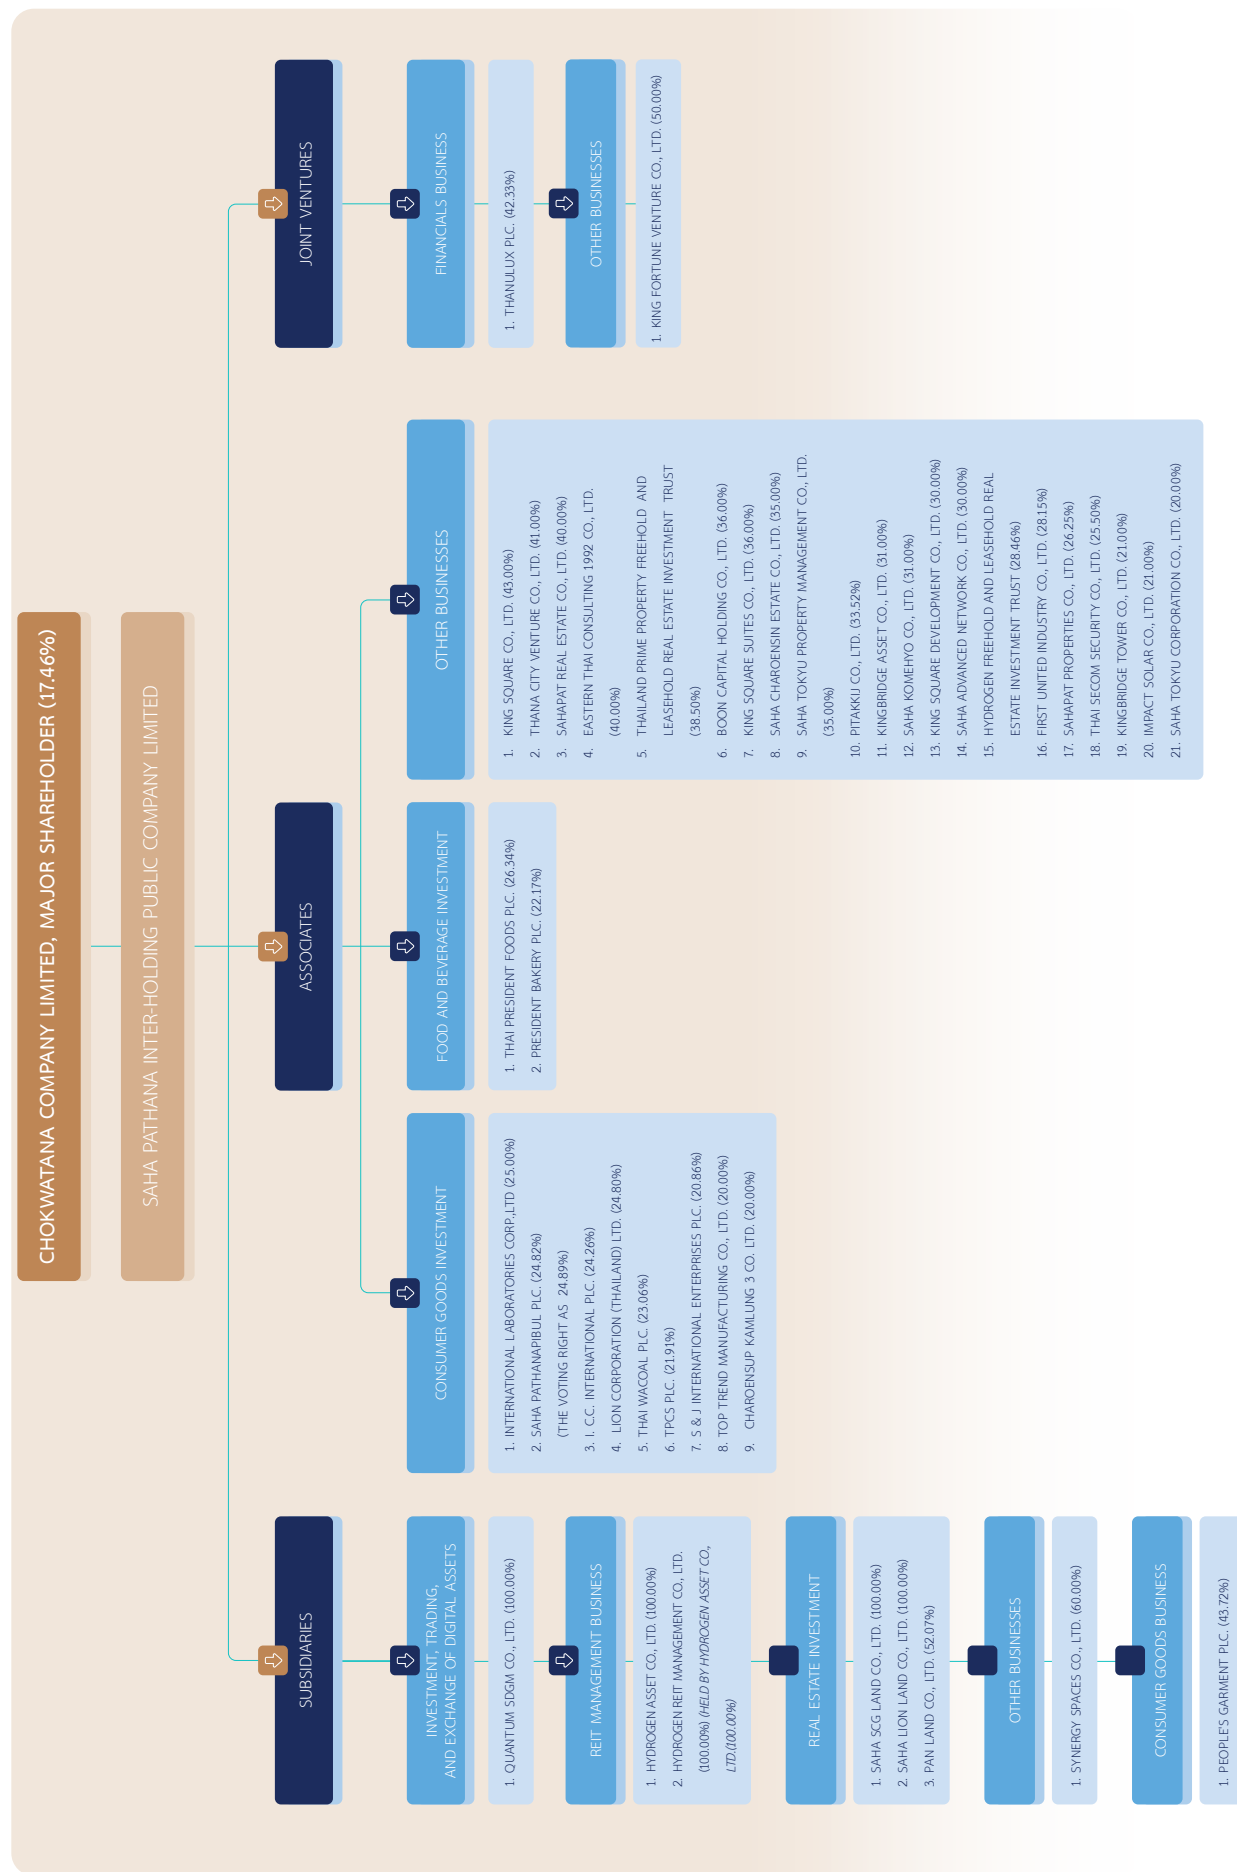 CHOKWATANA COMPANY LIMITED, MAJOR SHAREHOLDER (17.46%)
SAHA PATHANA INTER-HOLDING PUBLIC COMPANY LIMITED
SUBSIDIARIES
INVESTMENT, TRADING,
AND EXCHANGE OF DIGITAL ASSETS
1. QUANTUM SDGM CO., LTD. (100.00%)
REIT MANAGEMENT BUSINESS
1. HYDROGEN ASSET CO., LTD. (100.00%)
2. HYDROGEN REIT MANAGEMENT CO., LTD.
(100.00%) (HELD BY HYDROGEN ASSET CO.,
LTD.(100.00%)
REAL ESTATE INVESTMENT
1. SAHA SCG LAND CO., LTD. (100.00%)
2. SAHA LION LAND CO., LTD. (100.00%)
3. PAN LAND CO., LTD. (52.07%)
OTHER BUSINESSES
1. SYNERGY SPACES CO., LTD. (60.00%)
CONSUMER GOODS BUSINESS
1. PEOPLE'S GARMENT PLC. (43.72%)
ASSOCIATES
CONSUMER GOODS INVESTMENT
1. INTERNATIONAL LABORATORIES CORP.,LTD (25.00%)
2. SAHA PATHANAPIBUL PLC. (24.82%)
(THE VOTING RIGHT AS 24.89%)
3. I. C.C. INTERNATIONAL PLC. (24.26%)
4. LION CORPORATION (THAILAND) LTD. (24.80%)
5. THAI WACOAL PLC. (23.06%)
6. TPCS PLC. (21.91%)
7. S & J INTERNATIONAL ENTERPRISES PLC. (20.86%)
8. TOP TREND MANUFACTURING CO., LTD. (20.00%)
9. CHAROENSUP KAMLUNG 3 CO. LTD. (20.00%)
FOOD AND BEVERAGE INVESTMENT
1. THAI PRESIDENT FOODS PLC. (26.34%)
2. PRESIDENT BAKERY PLC. (22.17%)
OTHER BUSINESSES
1. KING SQUARE CO., LTD. (43.00%)
2. THANA CITY VENTURE CO., LTD. (41.00%)
3. SAHAPAT REAL ESTATE CO., LTD. (40.00%)
4. EASTERN THAI CONSULTING 1992 CO., LTD.
(40.00%)
5. THAILAND PRIME PROPERTY FREEHOLD AND
LEASEHOLD REAL ESTATE INVESTMENT TRUST
(38.50%)
6. BOON CAPITAL HOLDING CO., LTD. (36.00%)
7. KING SQUARE SUITES CO., LTD. (36.00%)
8. SAHA CHAROENSIN ESTATE CO., LTD. (35.00%)
9. SAHA TOKYU PROPERTY MANAGEMENT CO., LTD.
(35.00%)
10. PITAKKIJ CO., LTD. (33.52%)
11. KINGBRIDGE ASSET CO., LTD. (31.00%)
12. SAHA KOMEHYO CO., LTD. (31.00%)
13. KING SQUARE DEVELOPMENT CO., LTD. (30.00%)
14. SAHA ADVANCED NETWORK CO., LTD. (30.00%)
15. HYDROGEN FREEHOLD AND LEASEHOLD REAL
ESTATE INVESTMENT TRUST (28.46%)
16. FIRST UNITED INDUSTRY CO., LTD. (28.15%)
17. SAHAPAT PROPERTIES CO., LTD. (26.25%)
18. THAI SECOM SECURITY CO., LTD. (25.50%)
19. KINGBRIDGE TOWER CO., LTD. (21.00%)
20. IMPACT SOLAR CO., LTD. (21.00%)
21. SAHA TOKYU CORPORATION CO., LTD. (20.00%)
JOINT VENTURES
FINANCIALS BUSINESS
1. THANULUX PLC. (42.33%)
OTHER BUSINESSES
1. KING FORTUNE VENTURE CO., LTD. (50.00%)